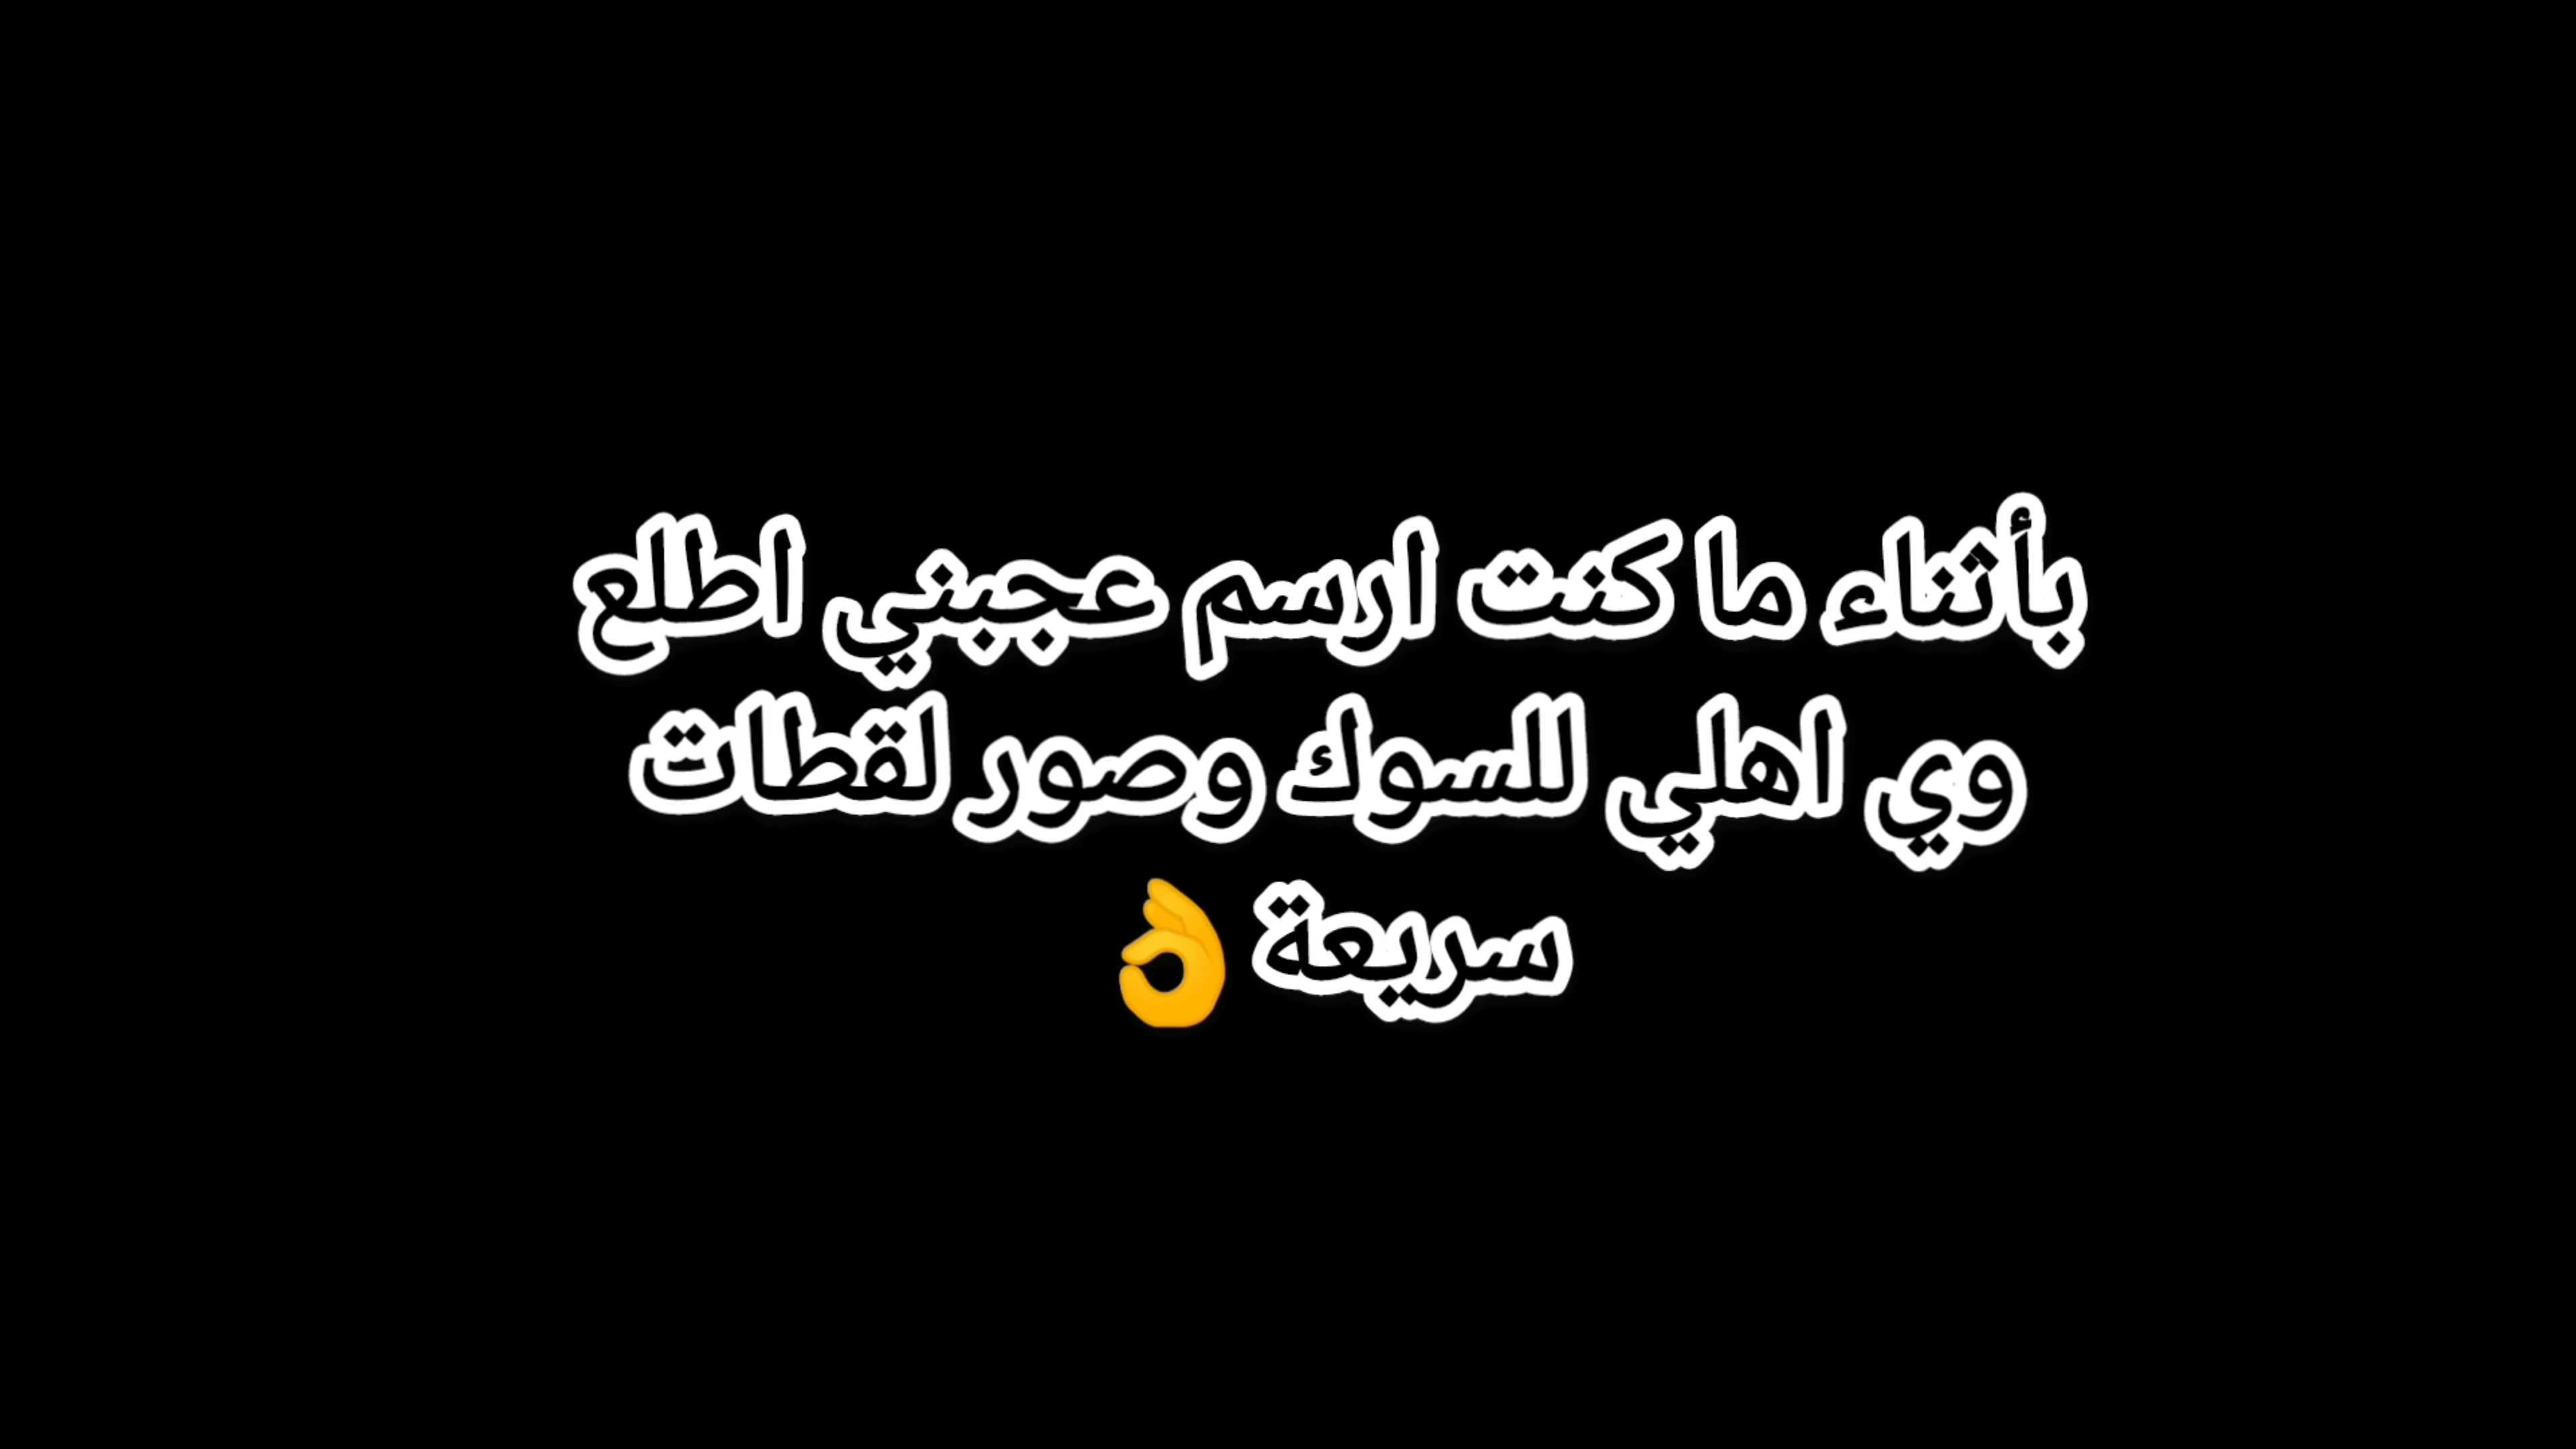 بأثناء ما كنت ارسم عجبني اطلع
وي اهلي للسوك وصور لقطات
سريعة 👌